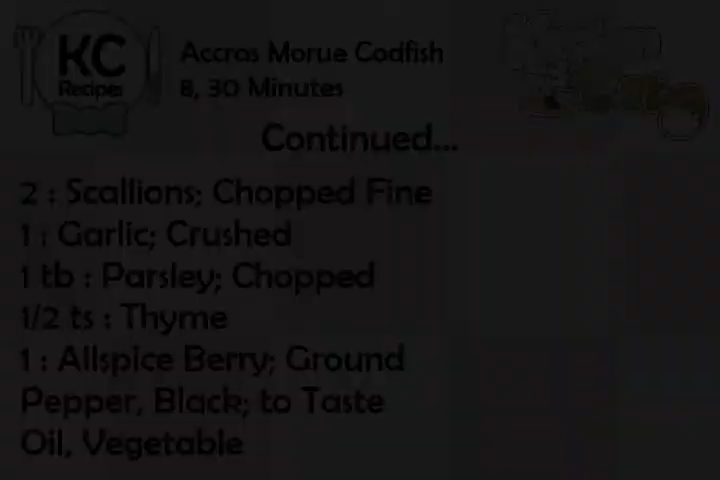 KC
Recipes
Accras Morue Codfish
8, 30 Minutes
Continued...
2 : Scallions; Chopped Fine
1 : Garlic; Crushed
1 tb : Parsley; Chopped
1/2 ts : Thyme
1 : Allspice Berry; Ground
Pepper, Black; to Taste
Oil, Vegetable